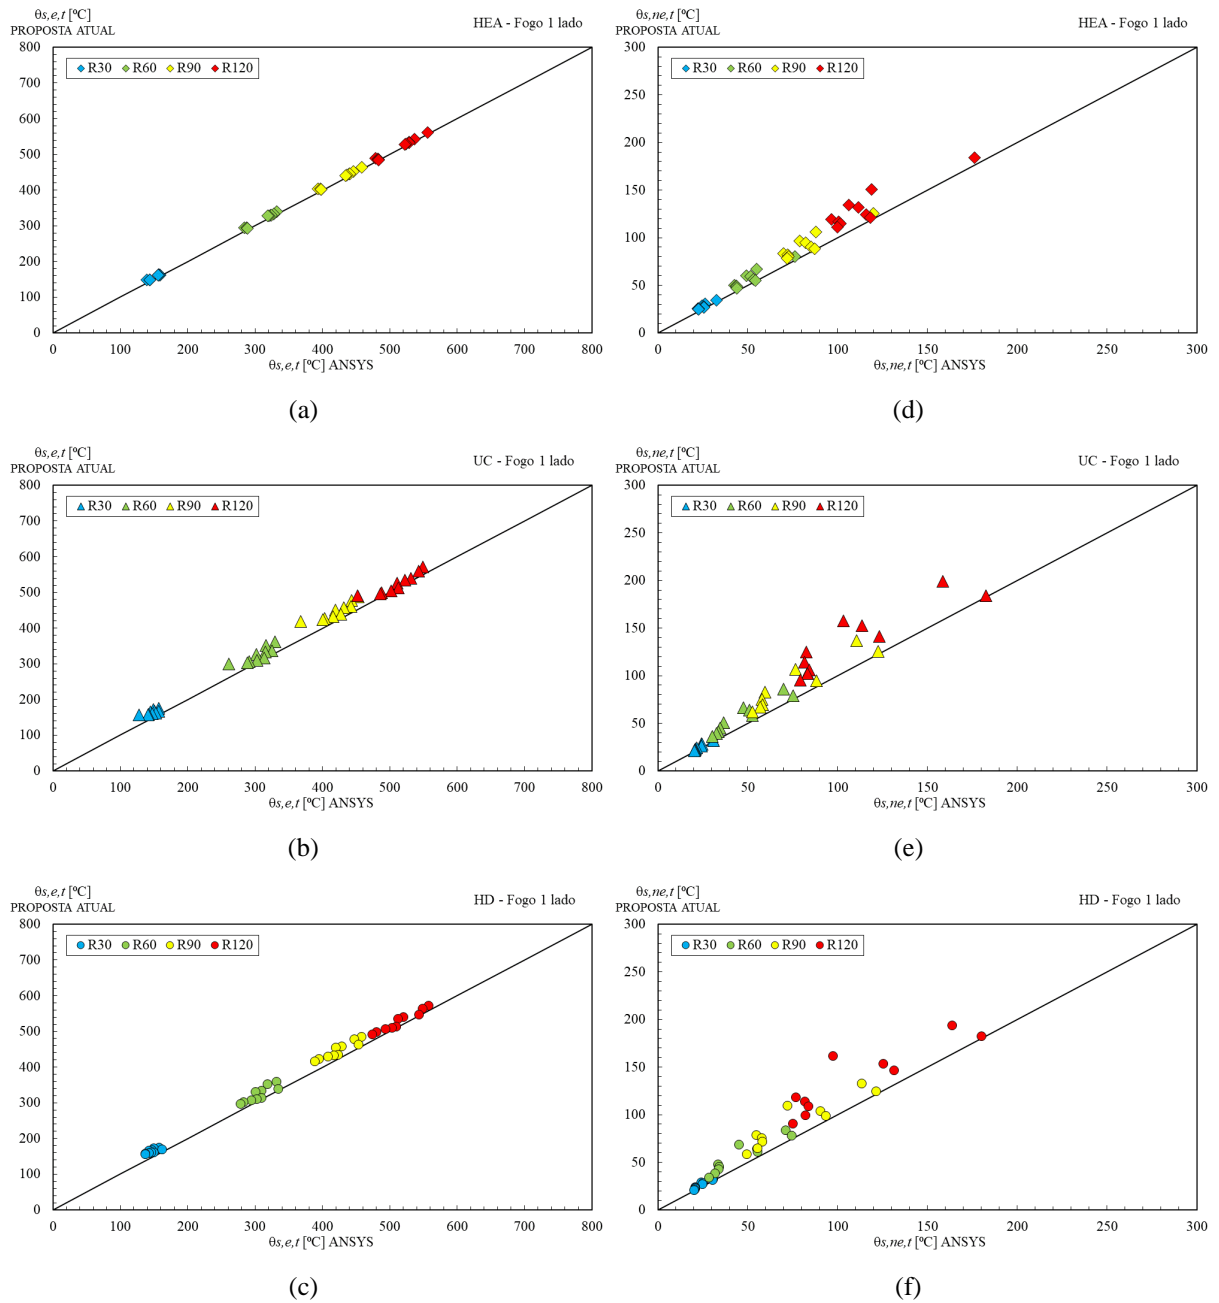 θs,e,t [ºC]
PROPOSTA ATUAL
HEA - Fogo 1 lado
800
700
600
500
400
300
200
100
0
R30 R60 R90 R120
0 100 200 300 400 500 600 700 800
θs,e,t [ºC] ANSYS
(a)
θs,ne,t [ºC]
PROPOSTA ATUAL
HEA - Fogo 1 lado
300
250
200
150
100
50
0
R30 R60 R90 R120
0 50 100 150 200 250 300
θs,ne,t [ºC] ANSYS
(d)
θs,e,t [ºC]
PROPOSTA ATUAL
UC - Fogo 1 lado
800
700
600
500
400
300
200
100
0
R30 R60 R90 R120
0 100 200 300 400 500 600 700 800
θs,e,t [ºC] ANSYS
(b)
θs,ne,t [ºC]
PROPOSTA ATUAL
UC - Fogo 1 lado
300
250
200
150
100
50
0
R30 R60 R90 R120
0 50 100 150 200 250 300
θs,ne,t [ºC] ANSYS
(e)
θs,e,t [ºC]
PROPOSTA ATUAL
HD - Fogo 1 lado
800
700
600
500
400
300
200
100
0
R30 R60 R90 R120
0 100 200 300 400 500 600 700 800
θs,e,t [ºC] ANSYS
(c)
θs,ne,t [ºC]
PROPOSTA ATUAL
HD - Fogo 1 lado
300
250
200
150
100
50
0
R30 R60 R90 R120
0 50 100 150 200 250 300
θs,ne,t [ºC] ANSYS
(f)